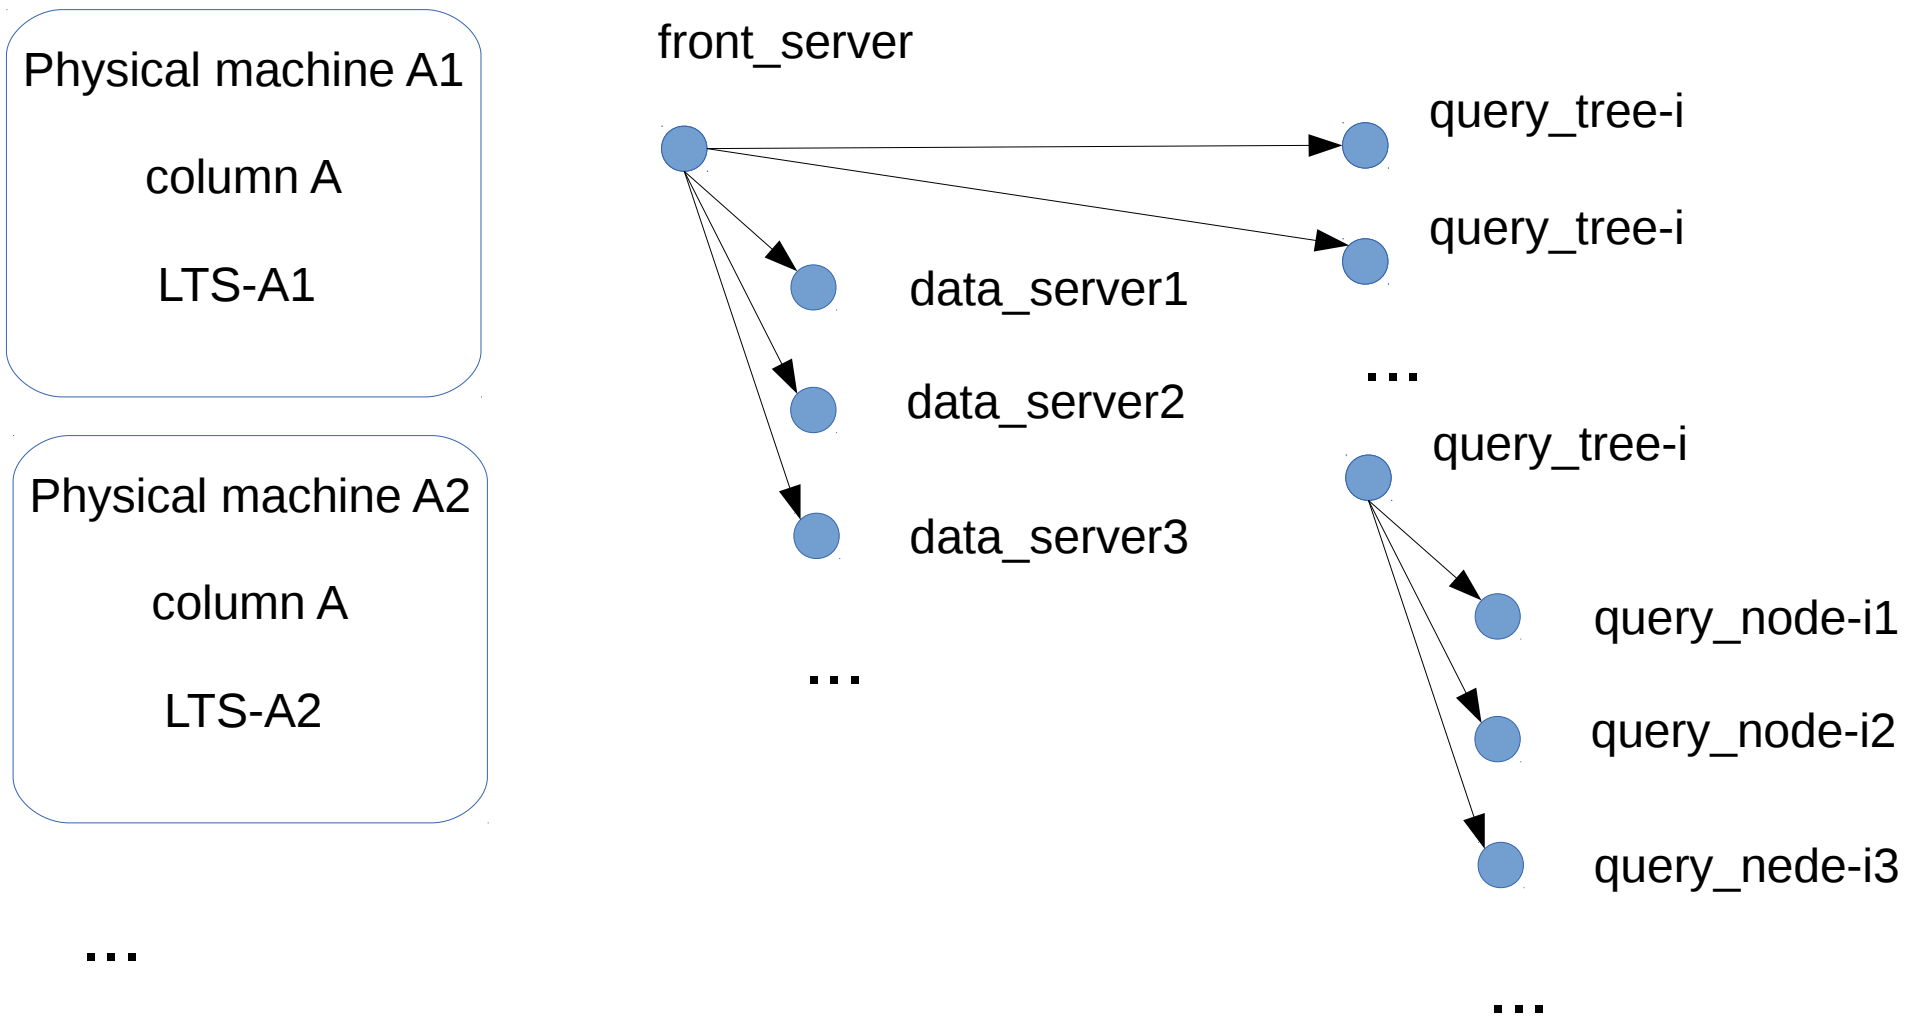 Physical machine A1
column A
LTS-A1
Physical machine A2
column A
LTS-A2
...
front_server
data_server1
data_server2
data_server3
...
query_tree-i
query_tree-i
...
query_tree-i
query_node-i1
query_node-i2
query_nede-i3
...